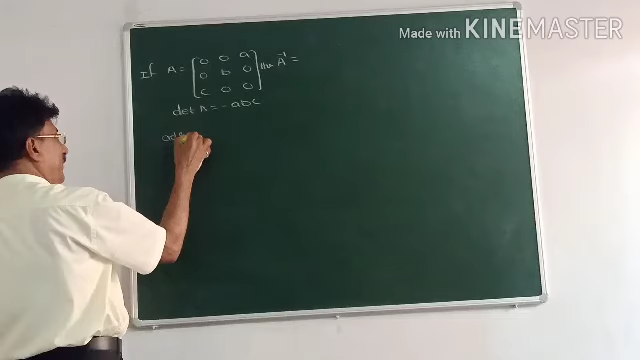 Made with KINEMASTER
If A = [ 0 0 a
0 b 0
c 0 0 ] then A⁻¹ =
det A = - abc